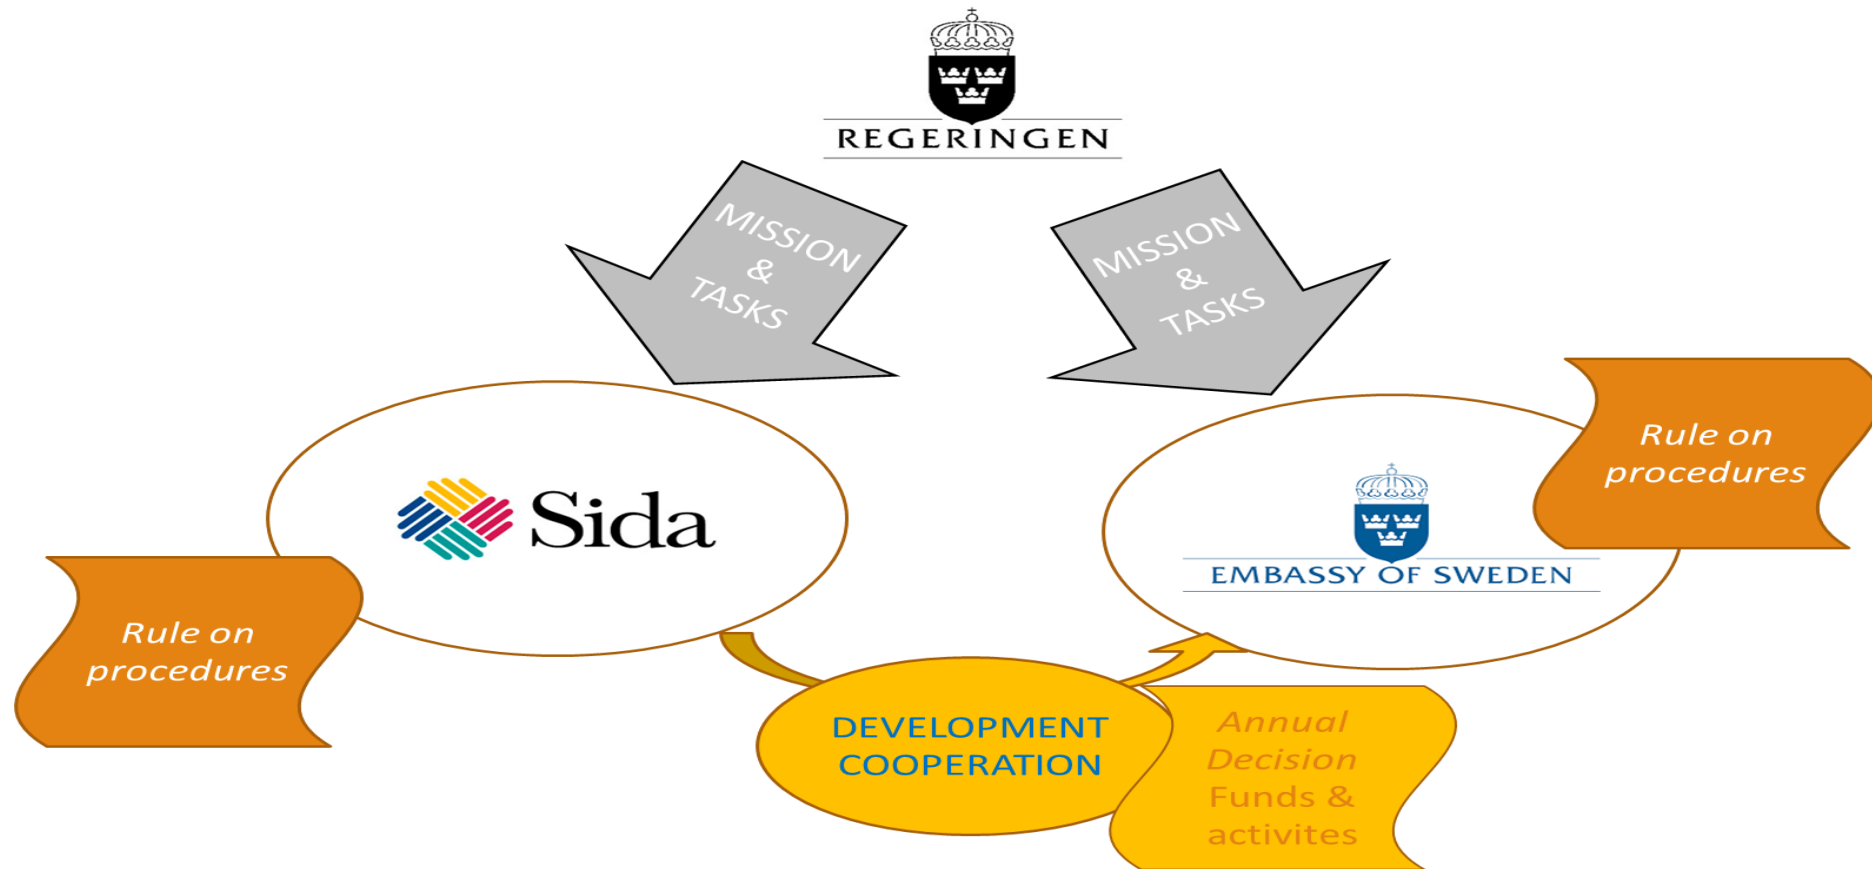 REGERINGEN
MISSION
&
TASKS
MISSION
&
TASKS
Sida
Rule on
procedures
EMBASSY OF SWEDEN
Rule on
procedures
DEVELOPMENT
COOPERATION
Annual
Decision
Funds &
activites